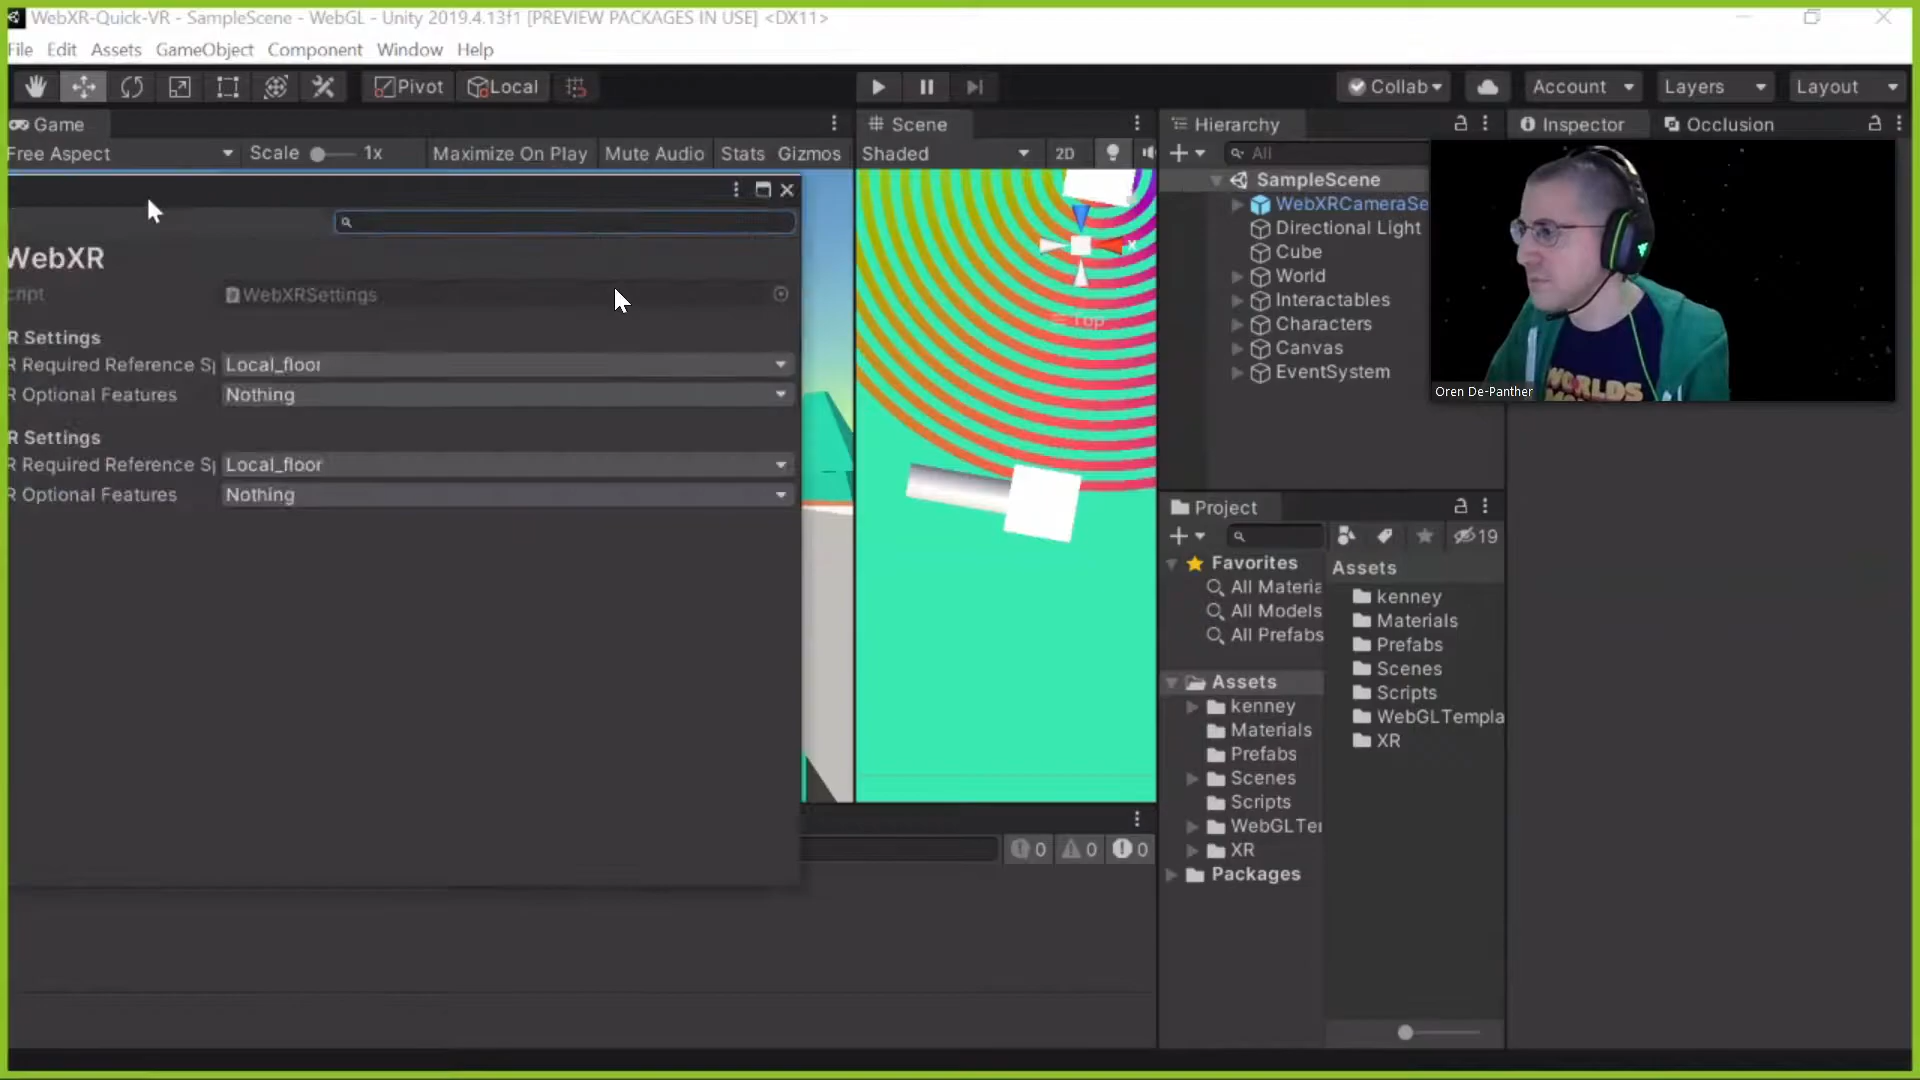 WebXR-Quick-VR - SampleScene - WebGL - Unity 2019.4.13f1 [PREVIEW PACKAGES IN USE] <DX11>
File Edit Assets GameObject Component Window Help
Pivot Local Collab Account Layers Layout
Game
Free Aspect Scale 1x Maximize On Play Mute Audio Stats Gizmos
WebXR
cript WebXRSettings
R Settings
R Required Reference S Local_floor
R Optional Features Nothing
R Settings
R Required Reference S Local_floor
R Optional Features Nothing
Scene
Shaded 2D
x
Top
0 0 0
Hierarchy
All
SampleScene
WebXRCameraSe
Directional Light
Cube
World
Interactables
Characters
Canvas
EventSystem
Inspector Occlusion
WORLDS
Oren De-Panther
Project
19
Favorites
All Materia
All Models
All Prefabs
Assets
kenney
Materials
Prefabs
Scenes
Scripts
WebGLTe
XR
Packages
Assets
kenney
Materials
Prefabs
Scenes
Scripts
WebGLTempla
XR